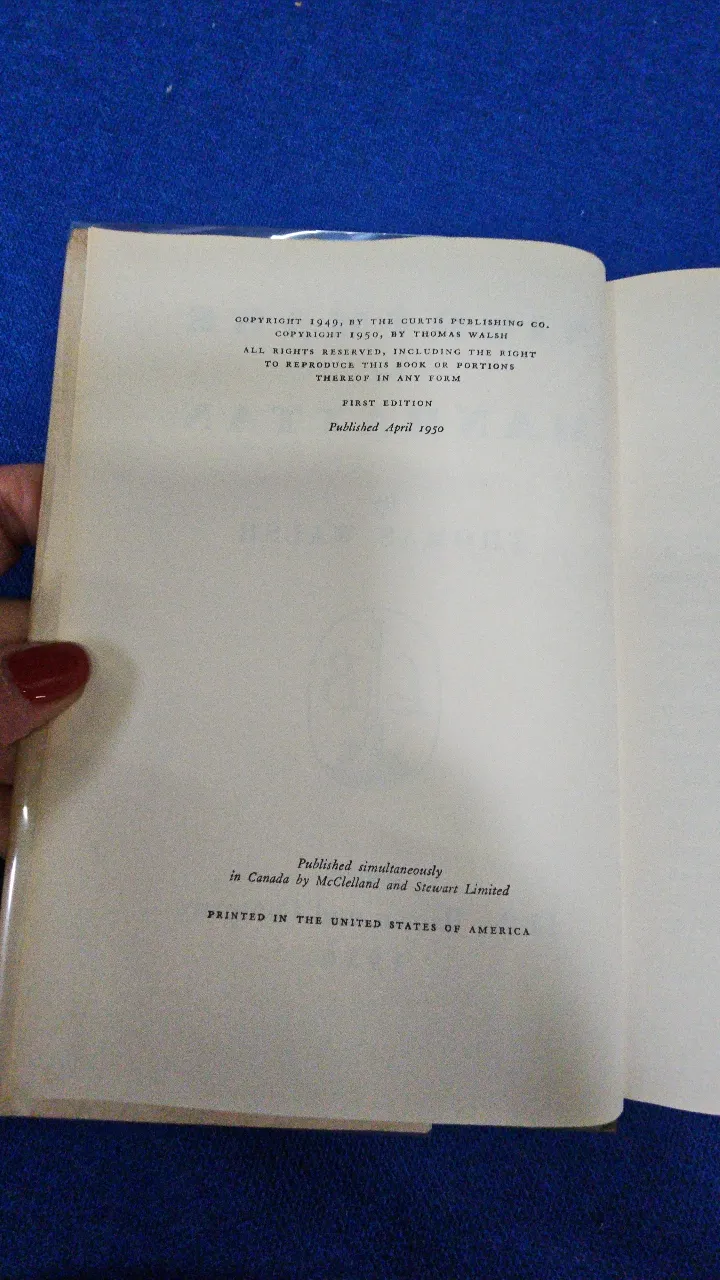 COPYRIGHT 1949, BY THE CURTIS PUBLISHING CO.
COPYRIGHT 1950, BY THOMAS WALSH
ALL RIGHTS RESERVED, INCLUDING THE RIGHT
TO REPRODUCE THIS BOOK OR PORTIONS
THEREOF IN ANY FORM
FIRST EDITION
Published April 1950
Published simultaneously
in Canada by McClelland and Stewart Limited
PRINTED IN THE UNITED STATES OF AMERICA